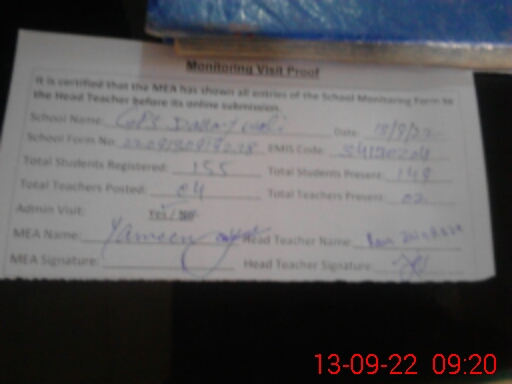 Monitoring Visit Proof
It is certified that the MEA has shown all entries of the School Monitoring Form to
the Head Teacher before its online submission.
School Name: GPS Date:
School Form No: EMIS Code:
Total Students Registered: 155 Total Students Present: 149
Total Teachers Posted: 04 Total Teachers Present: 02
Admin Visit: Yes / No
MEA Name: Yameen Head Teacher Name:
MEA Signature: Head Teacher Signature:
13-09-22 09:20